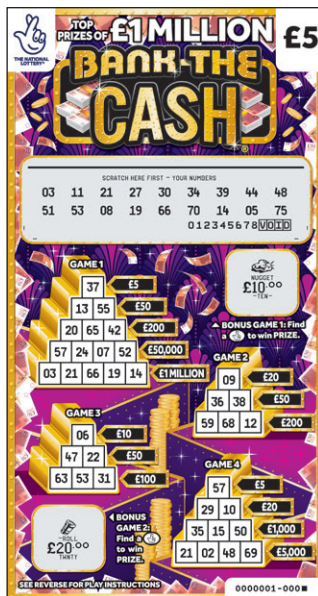 TOP PRIZES OF £1 MILLION
£5
THE NATIONAL LOTTERY®
BANK THE
CASH®
SCRATCH HERE FIRST - YOUR NUMBERS
03 11 21 27 30 34 39 44 48
51 53 08 19 66 70 14 05 75
012345678 VOID
GAME 1
37 £5
13 55 £50
20 65 42 £200
57 24 07 52 £50,000
03 21 66 19 14 £1 MILLION
NUGGET
£10.00
-TEN-
BONUS GAME 1: Find
a to win PRIZE.
GAME 2
09 £20
36 38 £50
59 68 12 £200
GAME 3
06 £10
47 22 £50
63 53 31 £100
GAME 4
57 £5
29 10 £20
35 15 50 £1,000
21 02 48 69 £5,000
ROLL
£20.00
TWNTY
BONUS
GAME 2:
Find a
to win
PRIZE.
SEE REVERSE FOR PLAY INSTRUCTIONS
0000001-000